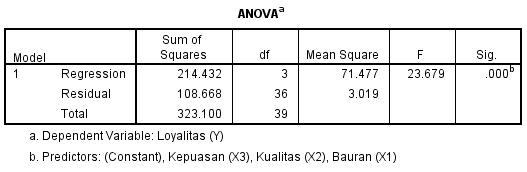 ANOVAa
Model Sum of Squares df Mean Square F Sig.
1 Regression 214.432 3 71.477 23.679 .000b
Residual 108.668 36 3.019
Total 323.100 39
a. Dependent Variable: Loyalitas (Y)
b. Predictors: (Constant), Kepuasan (X3), Kualitas (X2), Bauran (X1)